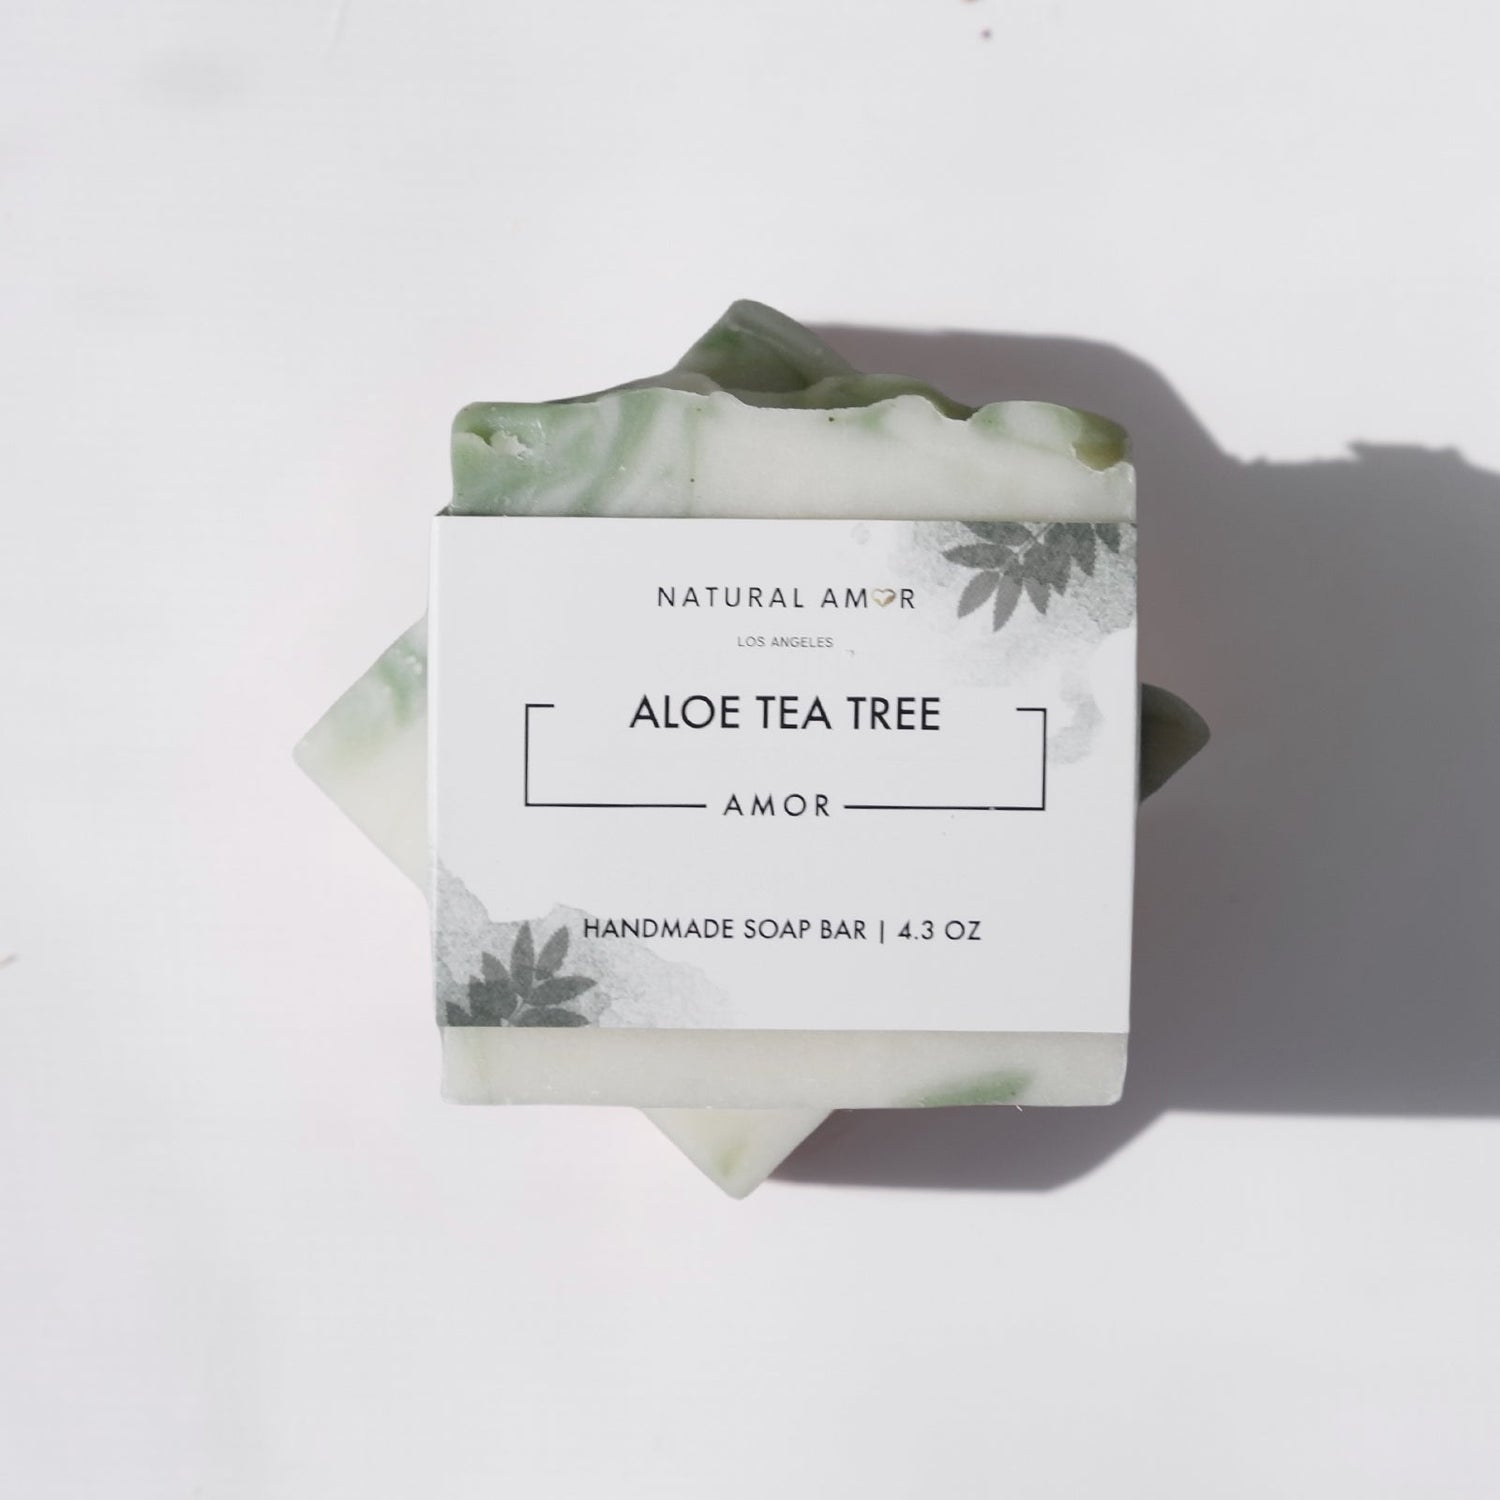 NATURAL AMOR
LOS ANGELES
ALOE TEA TREE
AMOR
HANDMADE SOAP BAR | 4.3 OZ